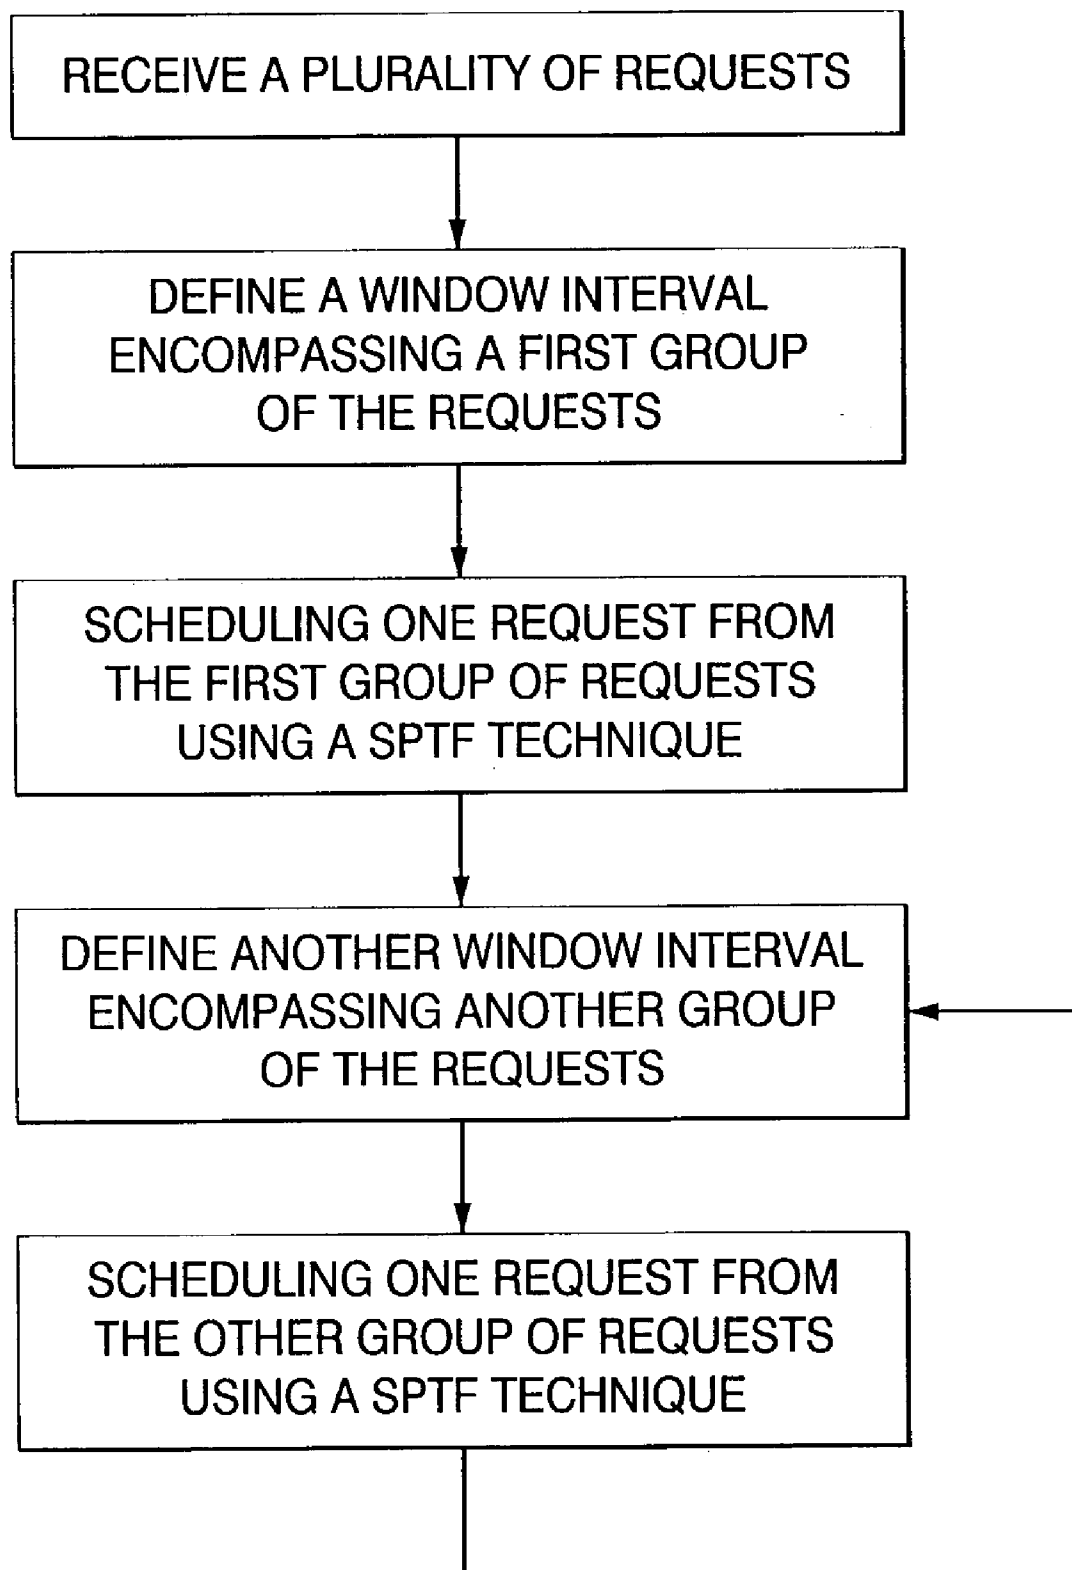 RECEIVE A PLURALITY OF REQUESTS
DEFINE A WINDOW INTERVAL
ENCOMPASSING A FIRST GROUP
OF THE REQUESTS
SCHEDULING ONE REQUEST FROM
THE FIRST GROUP OF REQUESTS
USING A SPTF TECHNIQUE
DEFINE ANOTHER WINDOW INTERVAL
ENCOMPASSING ANOTHER GROUP
OF THE REQUESTS
SCHEDULING ONE REQUEST FROM
THE OTHER GROUP OF REQUESTS
USING A SPTF TECHNIQUE